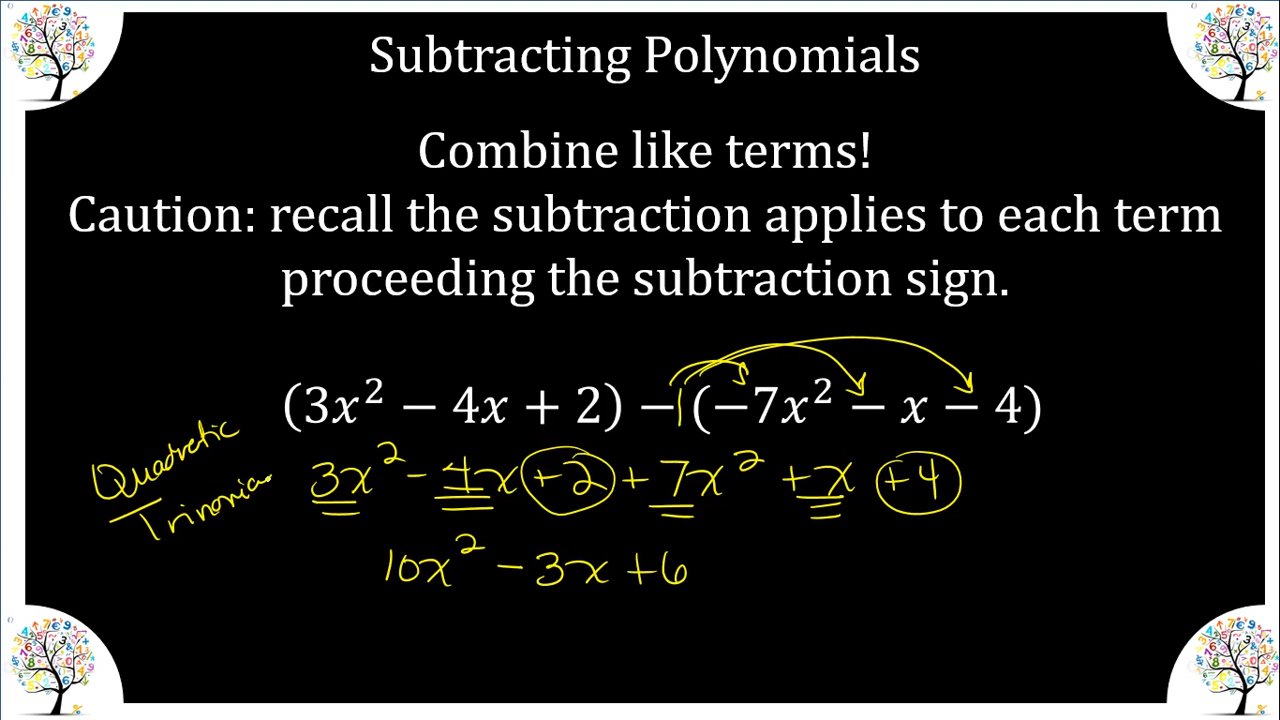 Subtracting Polynomials
Combine like terms!
Caution: recall the subtraction applies to each term
proceeding the subtraction sign.
(3x² − 4x + 2) − 1(−7x² − x − 4)
Quadretic
Trinomial
3x² - 4x +2 + 7x² + x +4
10x² - 3x + 6